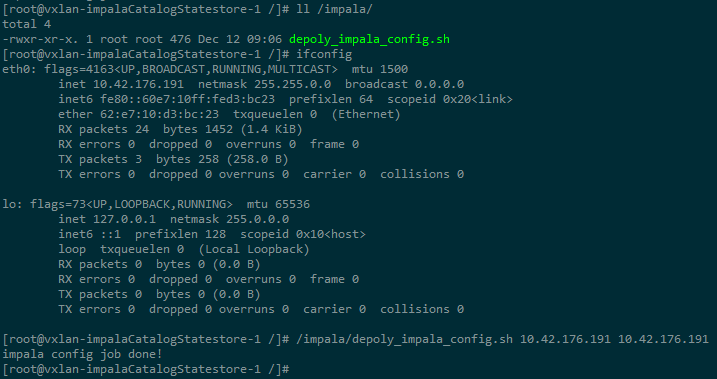 [root@vxlan-impalaCatalogStatestore-1 /]# ll /impala/
total 4
-rwxr-xr-x. 1 root root 476 Dec 12 09:06 depoly_impala_config.sh
[root@vxlan-impalaCatalogStatestore-1 /]# ifconfig
eth0: flags=4163<UP,BROADCAST,RUNNING,MULTICAST>  mtu 1500
        inet 10.42.176.191  netmask 255.255.0.0  broadcast 0.0.0.0
        inet6 fe80::60e7:10ff:fed3:bc23  prefixlen 64  scopeid 0x20<link>
        ether 62:e7:10:d3:bc:23  txqueuelen 0  (Ethernet)
        RX packets 24  bytes 1452 (1.4 KiB)
        RX errors 0  dropped 0  overruns 0  frame 0
        TX packets 3  bytes 258 (258.0 B)
        TX errors 0  dropped 0 overruns 0  carrier 0  collisions 0

lo: flags=73<UP,LOOPBACK,RUNNING>  mtu 65536
        inet 127.0.0.1  netmask 255.0.0.0
        inet6 ::1  prefixlen 128  scopeid 0x10<host>
        loop  txqueuelen 0  (Local Loopback)
        RX packets 0  bytes 0 (0.0 B)
        RX errors 0  dropped 0  overruns 0  frame 0
        TX packets 0  bytes 0 (0.0 B)
        TX errors 0  dropped 0 overruns 0  carrier 0  collisions 0

[root@vxlan-impalaCatalogStatestore-1 /]# /impala/depoly_impala_config.sh 10.42.176.191 10.42.176.191
impala config job done!
[root@vxlan-impalaCatalogStatestore-1 /]#